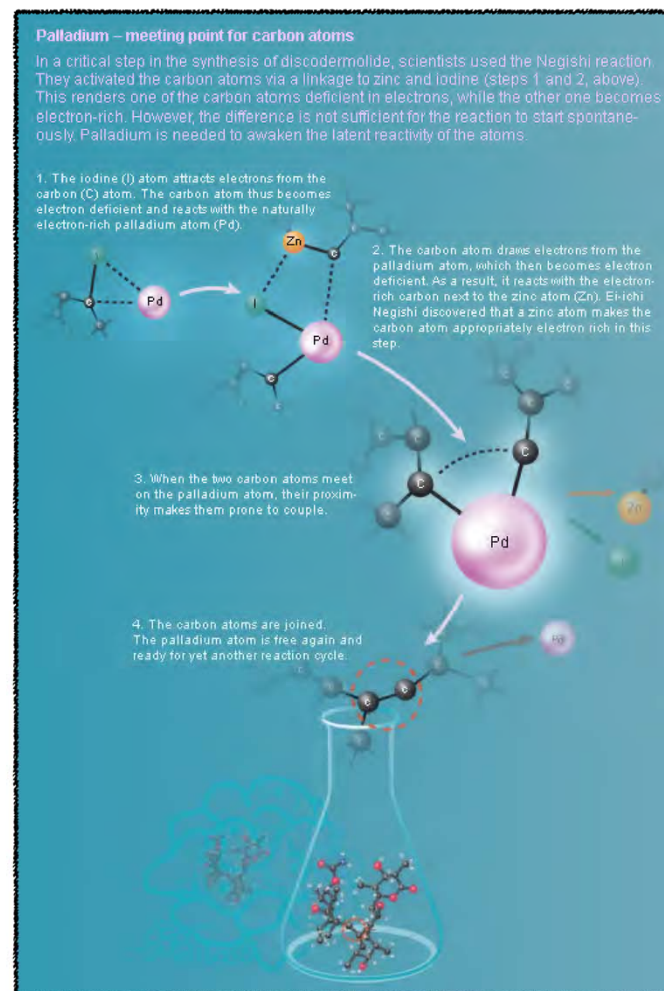 Palladium – meeting point for carbon atoms
In a critical step in the synthesis of discodermolide, scientists used the Negishi reaction.
They activated the carbon atoms via a linkage to zinc and iodine (steps 1 and 2, above).
This renders one of the carbon atoms deficient in electrons, while the other one becomes
electron-rich. However, the difference is not sufficient for the reaction to start spontane-
ously. Palladium is needed to awaken the latent reactivity of the atoms.
1. The iodine (I) atom attracts electrons from the
carbon (C) atom. The carbon atom thus becomes
electron deficient and reacts with the naturally
electron-rich palladium atom (Pd).
I
C
Pd
Zn
C
I
Pd
C
2. The carbon atom draws electrons from the
palladium atom, which then becomes electron
deficient. As a result, it reacts with the electron-
rich carbon next to the zinc atom (Zn). Ei-ichi
Negishi discovered that a zinc atom makes the
carbon atom appropriately electron rich in this
step.
C
C
C
C
Pd
Zn
3. When the two carbon atoms meet
on the palladium atom, their proxim-
ity makes them prone to couple.
4. The carbon atoms are joined.
The palladium atom is free again and
ready for yet another reaction cycle.
Pd
C
C